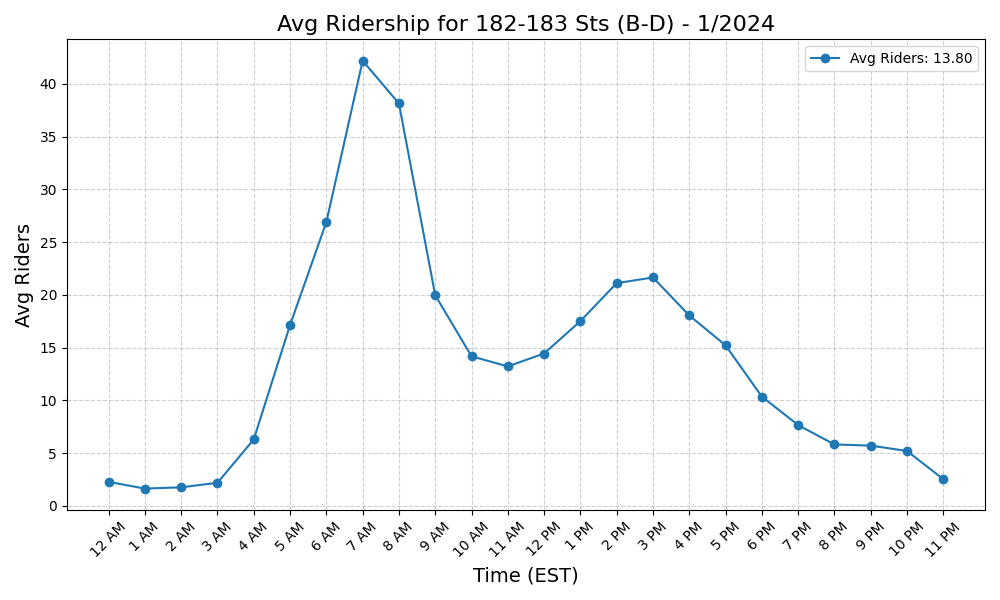 Avg Ridership for 182-183 Sts (B-D) - 1/2024
Avg Riders: 13.80
Avg Riders
40
35
30
25
20
15
10
5
0
12 AM
1 AM
2 AM
3 AM
4 AM
5 AM
6 AM
7 AM
8 AM
9 AM
10 AM
11 AM
12 PM
1 PM
2 PM
3 PM
4 PM
5 PM
6 PM
7 PM
8 PM
9 PM
10 PM
11 PM
Time (EST)